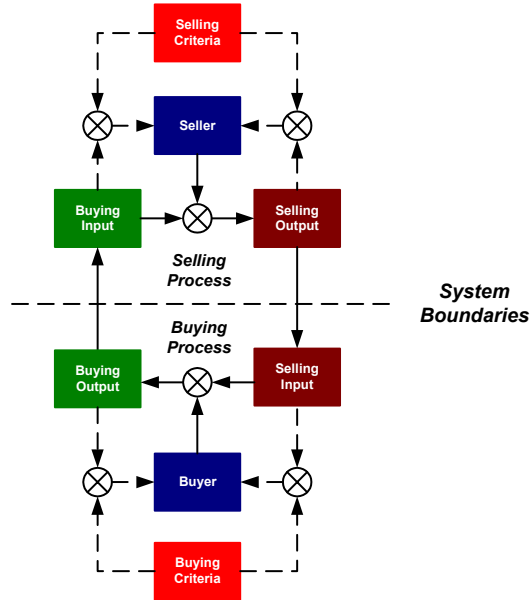 Selling
Criteria
Seller
Buying
Input
Selling
Output
Selling
Process
System
Boundaries
Buying
Process
Buying
Output
Selling
Input
Buyer
Buying
Criteria